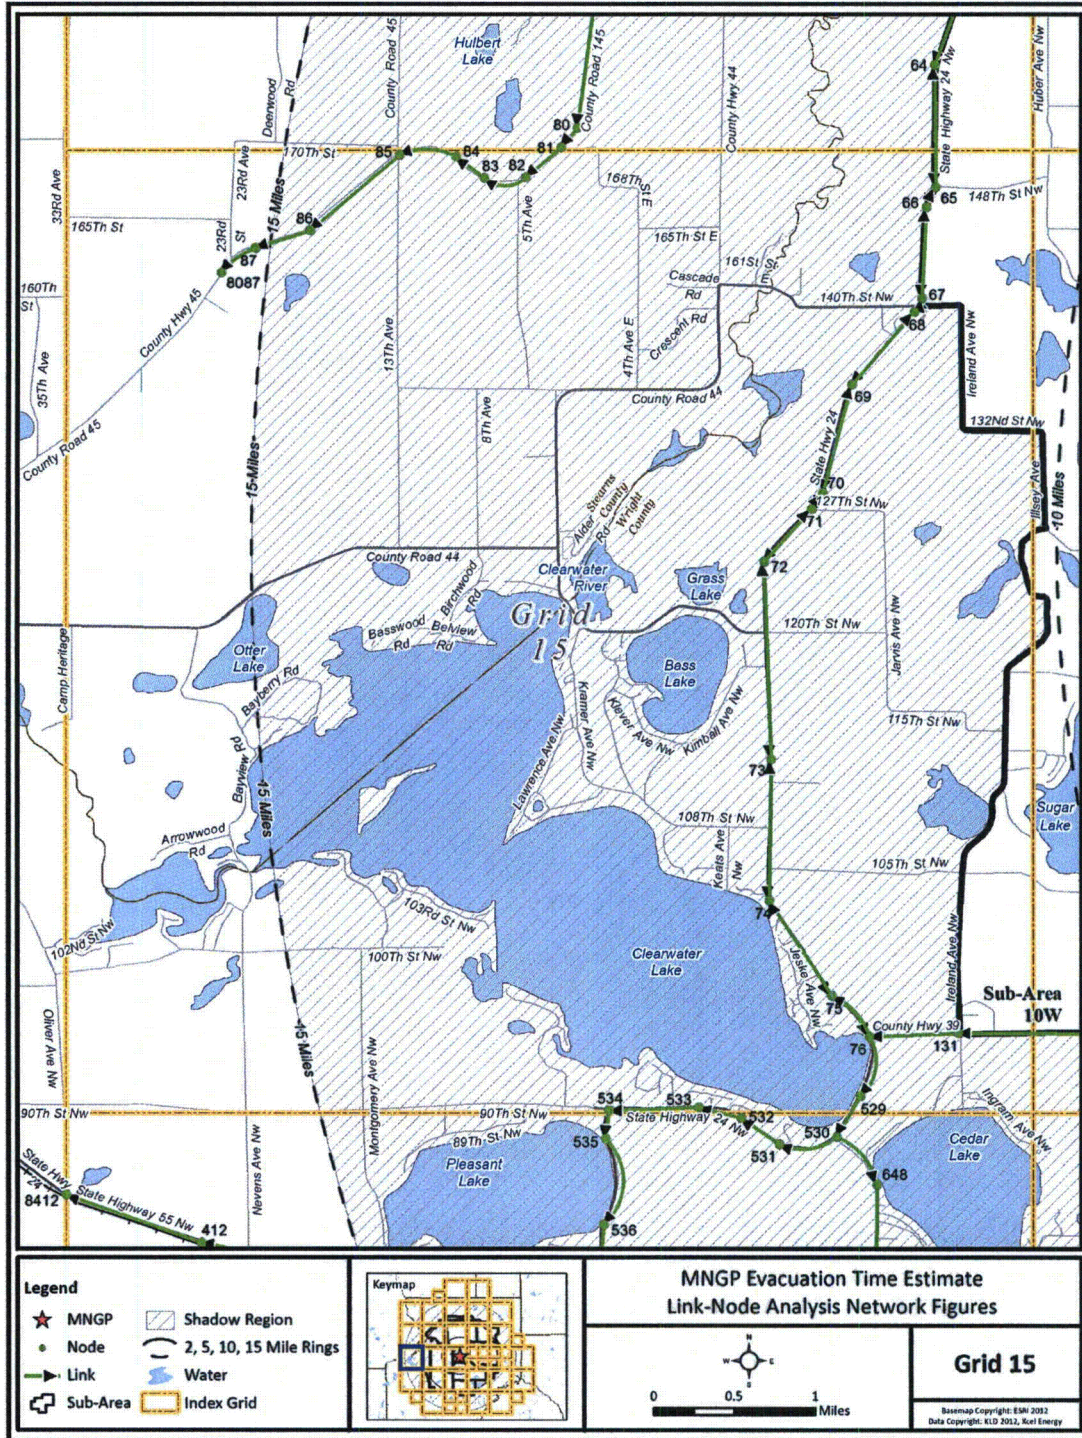 Hulbert
Lake
County Road 45
County Road 145
County Hwy 44
State Highway 24 Nw
Huber Ave Nw
64
Deerwood
Rd
80
81
170Th St
85
84
83
82
168Th
St E
23Rd Ave
15 Miles
33Rd Ave
66
65
148Th St Nw
165Th St
86
23Rd
St
5Th Ave
165Th St E
161St St
87
8087
Cascade
Rd
160Th
St
67
140Th St Nw
68
County Hwy 45
Crescent Rd
35Th Ave
13Th Ave
4Th Ave E
Ireland Ave Nw
69
County Road 44
8Th Ave
132Nd St Nw
County Road 45
15 Miles
State Hwy 24
70
127Th St Nw
71
Illsey Ave
10 Miles
Alder
Rd
Stearns
County
Wright
County
County Road 44
72
Clearwater
River
Grass
Lake
Birchwood
Rd
Grid
15
Basswood
Rd
Belview
Rd
120Th St Nw
Camp Heritage
Otter
Lake
Bass
Lake
Jarvis Ave Nw
Bayberry Rd
Kramer Ave Nw
Klever Ave Nw
Kimball Ave Nw
115Th St Nw
Bayview Rd
Lawrence Ave Nw
73
15 Miles
Sugar
Lake
Arrowwood
Rd
108Th St Nw
Keats Ave
Nw
105Th St Nw
103Rd St Nw
74
102Nd St Nw
100Th St Nw
Clearwater
Lake
Jeske Ave Nw
Ireland Ave Nw
Sub-Area
10W
75
County Hwy 39
76
131
Oliver Ave Nw
15 Miles
Montgomery Ave Nw
90Th St Nw
90Th St Nw
534
533
State Highway 24 Nw
532
529
Ingram Ave Nw
535
89Th St Nw
530
531
Pleasant
Lake
Cedar
Lake
648
State Hwy
24
State Highway 55 Nw
8412
Nevens Ave Nw
412
536
Legend
MNGP
Node
Link
Sub-Area
Shadow Region
2, 5, 10, 15 Mile Rings
Water
Index Grid
Keymap
MNGP Evacuation Time Estimate
Link-Node Analysis Network Figures
N
W
E
S
0 0.5 1
Miles
Grid 15
Basemap Copyright: ESRI 2012
Data Copyright: KLD 2012, Xcel Energy